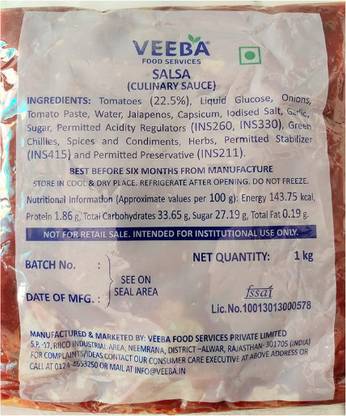 VEEBA
FOOD SERVICES
SALSA
(CULINARY SAUCE)
INGREDIENTS: Tomatoes (22.5%), Liquid Glucose, Onions,
Tomato Paste, Water, Jalapenos, Capsicum, Iodised Salt, Garlic,
Sugar, Permitted Acidity Regulators (INS260, INS330), Green
Chillies, Spices and Condiments, Herbs, Permitted Stabilizer
(INS415) and Permitted Preservative (INS211).
BEST BEFORE SIX MONTHS FROM MANUFACTURE
STORE IN COOL & DRY PLACE. REFRIGERATE AFTER OPENING. DO NOT FREEZE.
Nutritional Information (Approximate values per 100 g): Energy 143.75 kcal,
Protein 1.86 g, Total Carbohydrates 33.65 g, Sugar 27.19 g, Total Fat 0.19 g.
NOT FOR RETAIL SALE. INTENDED FOR INSTITUTIONAL USE ONLY.
BATCH No. :
NET QUANTITY: 1 kg
SEE ON
SEAL AREA
DATE OF MFG. :
fssai
Lic.No.10013013000578
MANUFACTURED & MARKETED BY: VEEBA FOOD SERVICES PRIVATE LIMITED
S.P.-17, RIICO INDUSTRIAL AREA, NEEMRANA, DISTRICT -ALWAR, RAJASTHAN-301705 (INDIA)
FOR COMPLAINTS/IDEAS CONTACT OUR CONSUMER CARE EXECUTIVE AT ABOVE ADDRESS OR
CALL AT 0124-4653250 OR MAIL AT INFO@VEEBA.IN